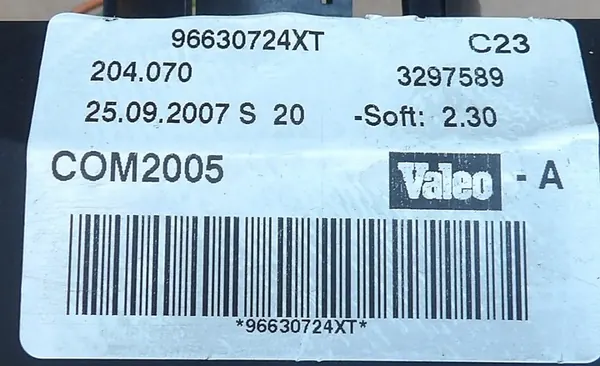 96630724XT C23
204.070 3297589
25.09.2007 S 20 -Soft: 2.30
COM2005 Valeo - A
*96630724XT*